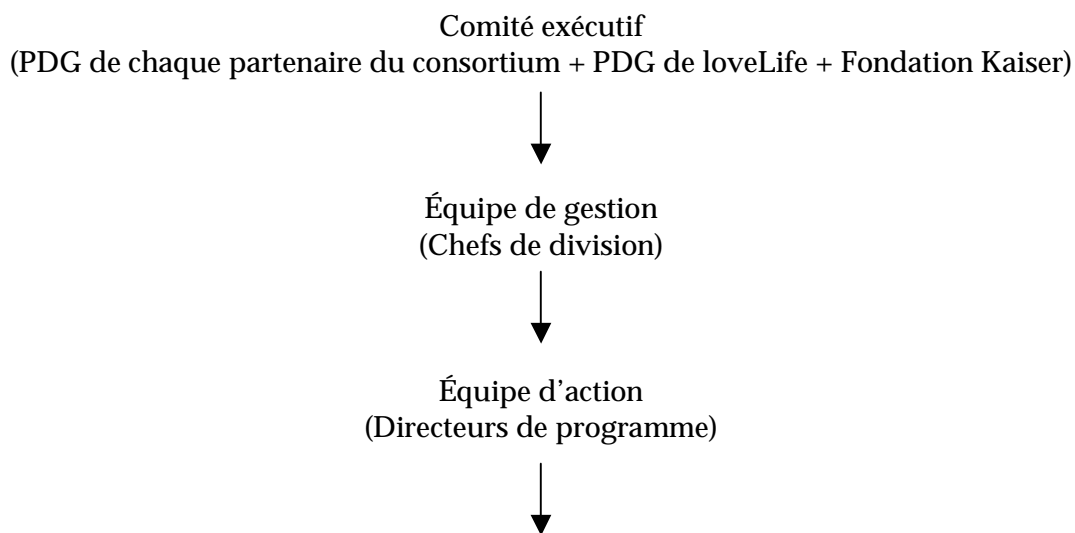 Comité exécutif
(PDG de chaque partenaire du consortium + PDG de loveLife + Fondation Kaiser)
Équipe de gestion
(Chefs de division)
Équipe d’action
(Directeurs de programme)